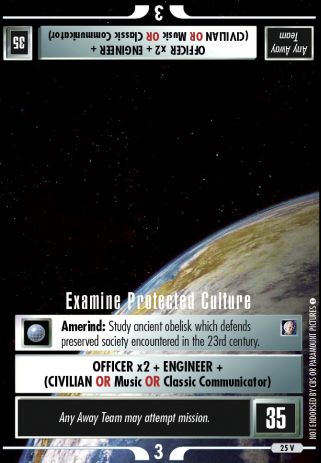 3
OFFICER x2 + ENGINEER +
(CIVILIAN OR Music OR Classic Communicator)
Any Away
Team
35
Examine Protected Culture
Amerind: Study ancient obelisk which defends
preserved society encountered in the 23rd century.
OFFICER x2 + ENGINEER +
(CIVILIAN OR Music OR Classic Communicator)
Any Away Team may attempt mission.
35
3
25 V
NOT ENDORSED BY CBS OR PARAMOUNT PICTURES